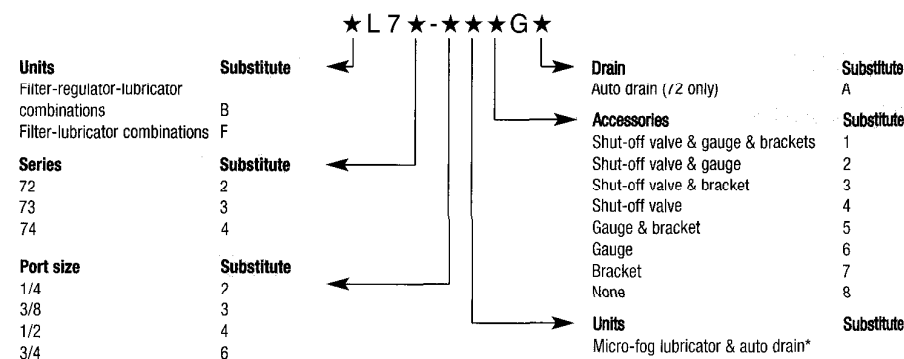 ★L7★-★★★G★
Units Substitute
Filter-regulator-lubricator
combinations B
Filter-lubricator combinations F
Series Substitute
72 2
73 3
74 4
Port size Substitute
1/4 2
3/8 3
1/2 4
3/4 6
Drain Substitute
Auto drain (72 only) A
Accessories Substitute
Shut-off valve & gauge & brackets 1
Shut-off valve & gauge 2
Shut-off valve & bracket 3
Shut-off valve 4
Gauge & bracket 5
Gauge 6
Bracket 7
None 8
Units Substitute
Micro-fog lubricator & auto drain*